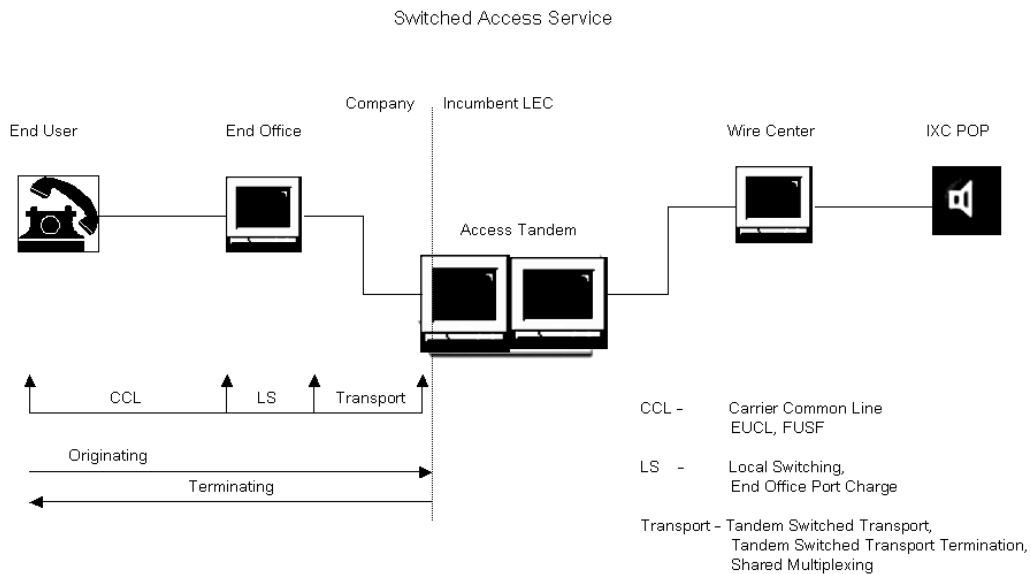 Switched Access Service
Company
Incumbent LEC
End User
End Office
Wire Center
IXC POP
Access Tandem
CCL
LS
Transport
Originating
Terminating
CCL - Carrier Common Line
EUCL, FUSF
LS - Local Switching,
End Office Port Charge
Transport - Tandem Switched Transport,
Tandem Switched Transport Termination,
Shared Multiplexing